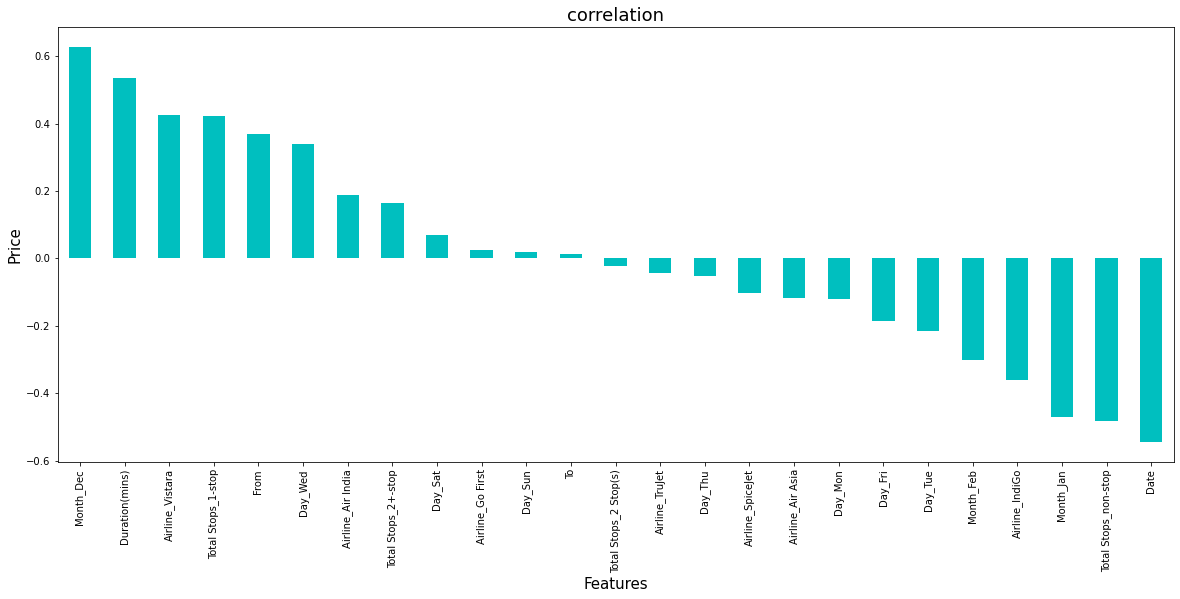 correlation
Price
0.6
0.4
0.2
0.0
−0.2
−0.4
−0.6
Month_Dec
Duration(mins)
Airline_Vistara
Total Stops_1-stop
From
Day_Wed
Airline_Air India
Total Stops_2+-stop
Day_Sat
Airline_Go First
Day_Sun
To
Total Stops_2 Stop(s)
Airline_TruJet
Day_Thu
Airline_SpiceJet
Airline_Air Asia
Day_Mon
Day_Fri
Day_Tue
Month_Feb
Airline_IndiGo
Month_Jan
Total Stops_non-stop
Date
Features